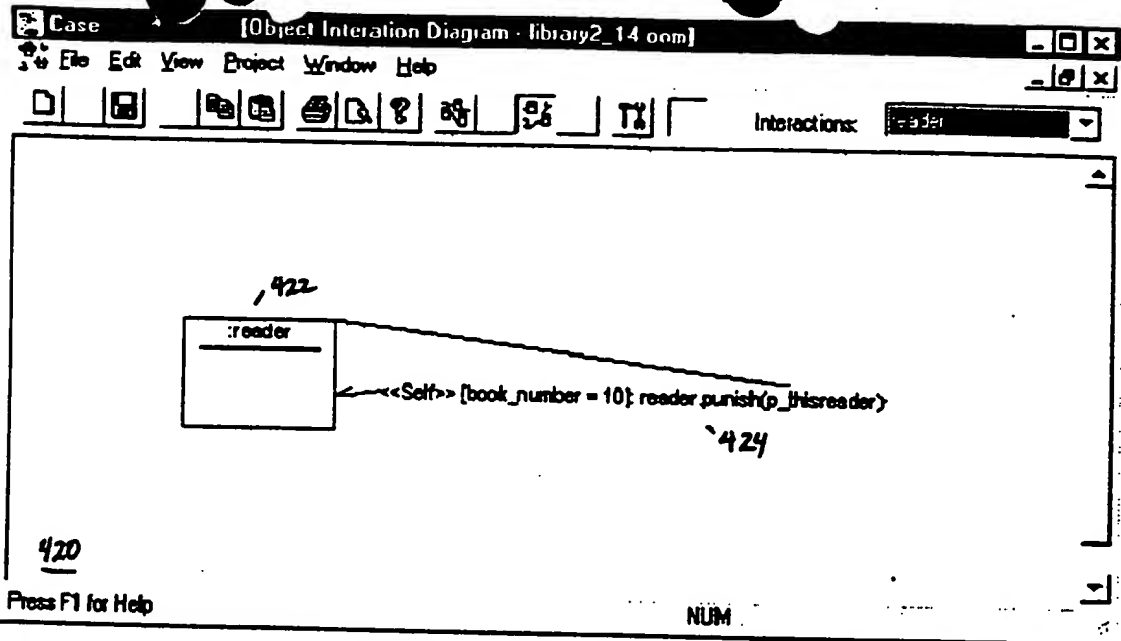 Case [Object Interation Diagram - library2_14 oom]
File Edit View Project Window Help
Interactions: reader
422
:reader
<<Self>> {book_number = 10}: reader.punish(p_thisreader)
424
420
Press F1 for Help NUM